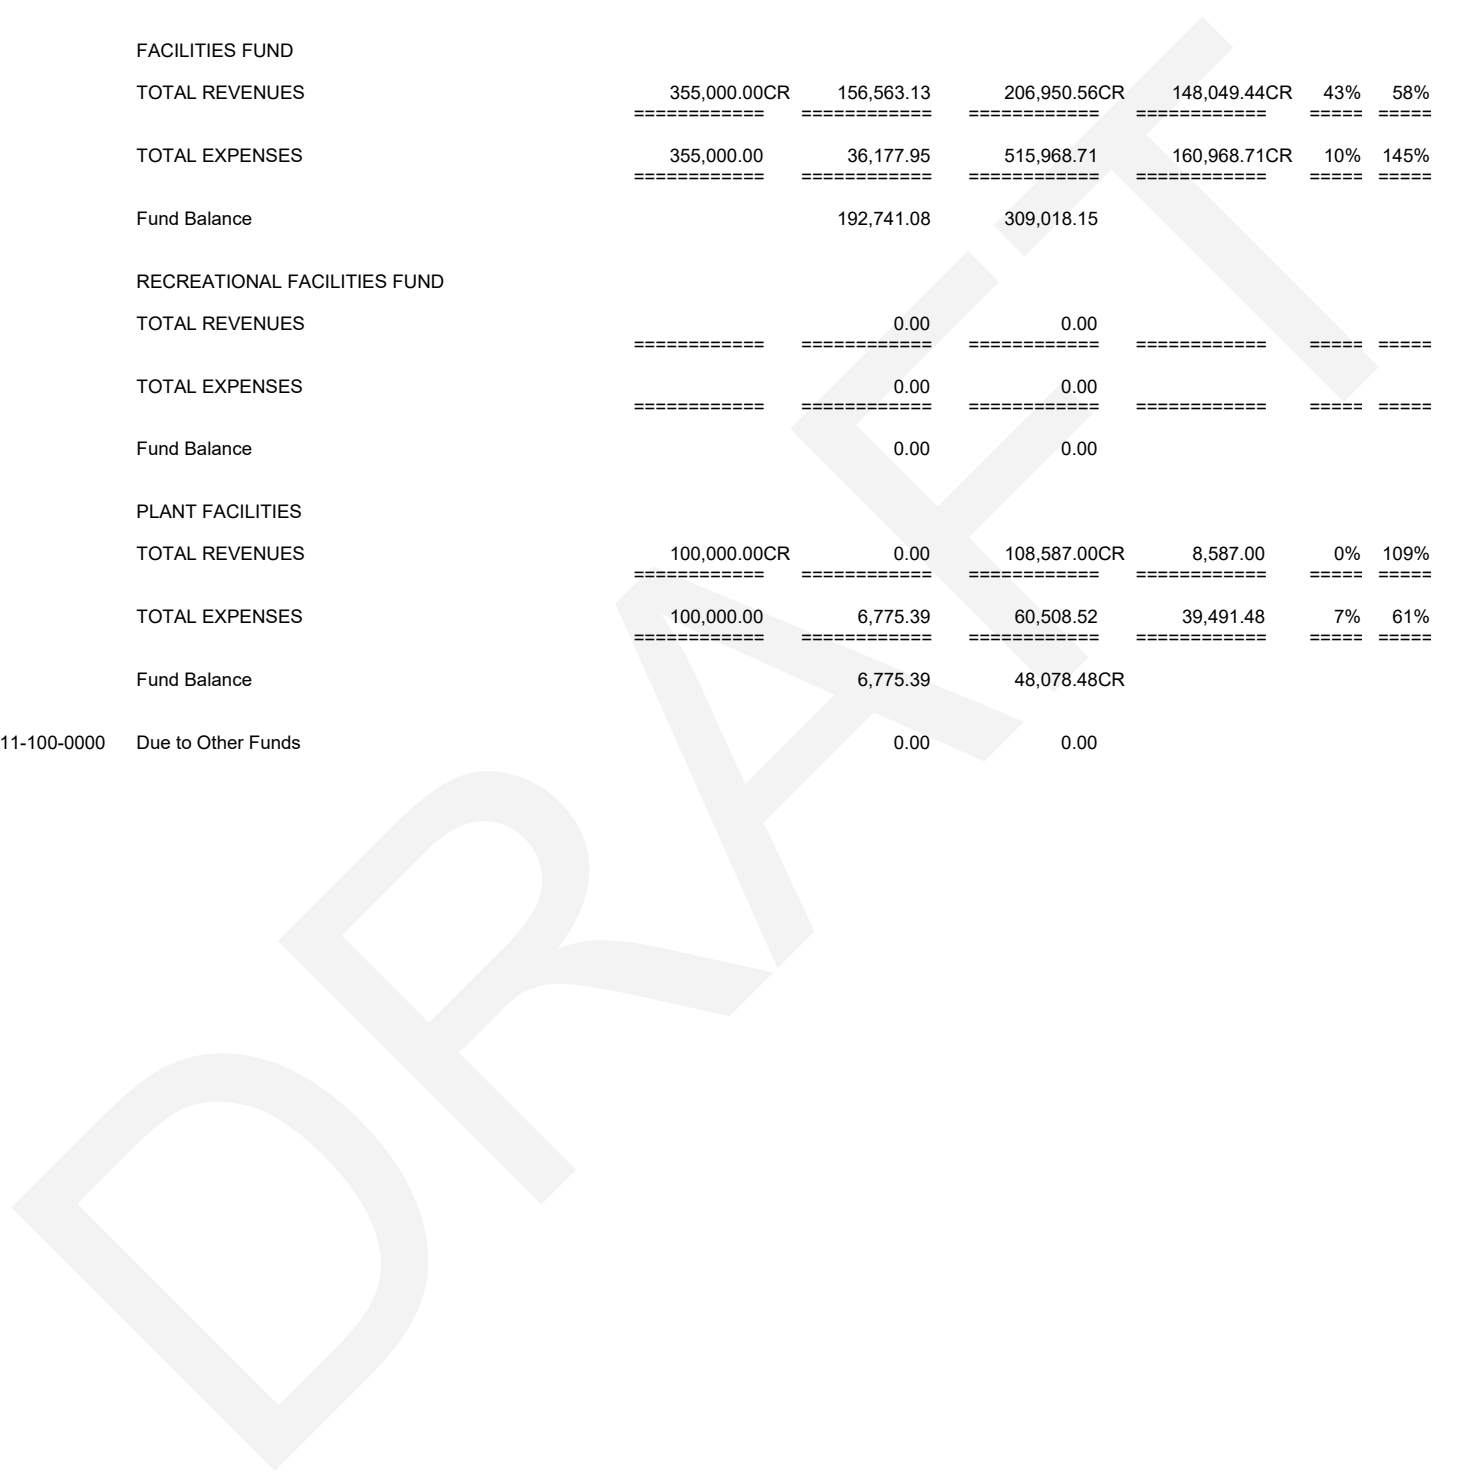 FACILITIES FUND
TOTAL REVENUES 355,000.00CR 156,563.13 206,950.56CR 148,049.44CR 43% 58%
============ ============ ============ ============ ===== =====
TOTAL EXPENSES 355,000.00 36,177.95 515,968.71 160,968.71CR 10% 145%
============ ============ ============ ============ ===== =====
Fund Balance 192,741.08 309,018.15
RECREATIONAL FACILITIES FUND
TOTAL REVENUES 0.00 0.00
============ ============ ============ ============ ===== =====
TOTAL EXPENSES 0.00 0.00
============ ============ ============ ============ ===== =====
Fund Balance 0.00 0.00
PLANT FACILITIES
TOTAL REVENUES 100,000.00CR 0.00 108,587.00CR 8,587.00 0% 109%
============ ============ ============ ============ ===== =====
TOTAL EXPENSES 100,000.00 6,775.39 60,508.52 39,491.48 7% 61%
============ ============ ============ ============ ===== =====
Fund Balance 6,775.39 48,078.48CR
11-100-0000 Due to Other Funds 0.00 0.00
DRAFT